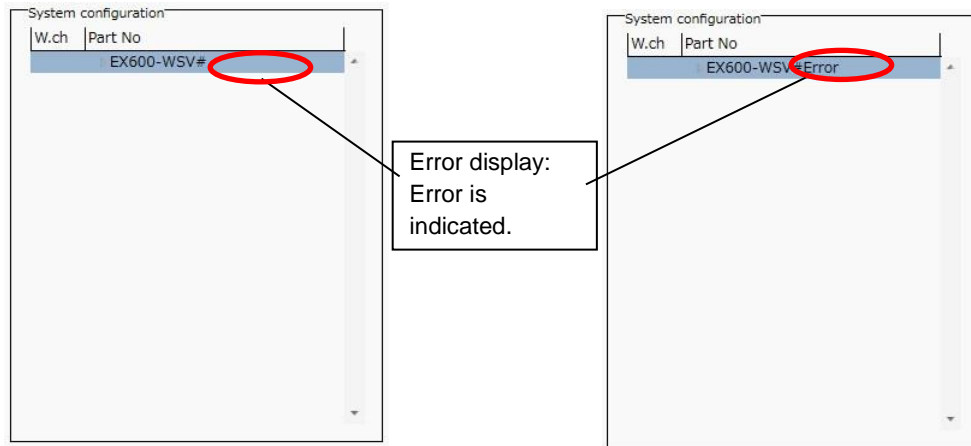 System configuration
W.ch Part No
EX600-WSV#
Error display:
Error is
indicated.
System configuration
W.ch Part No
EX600-WSV#Error